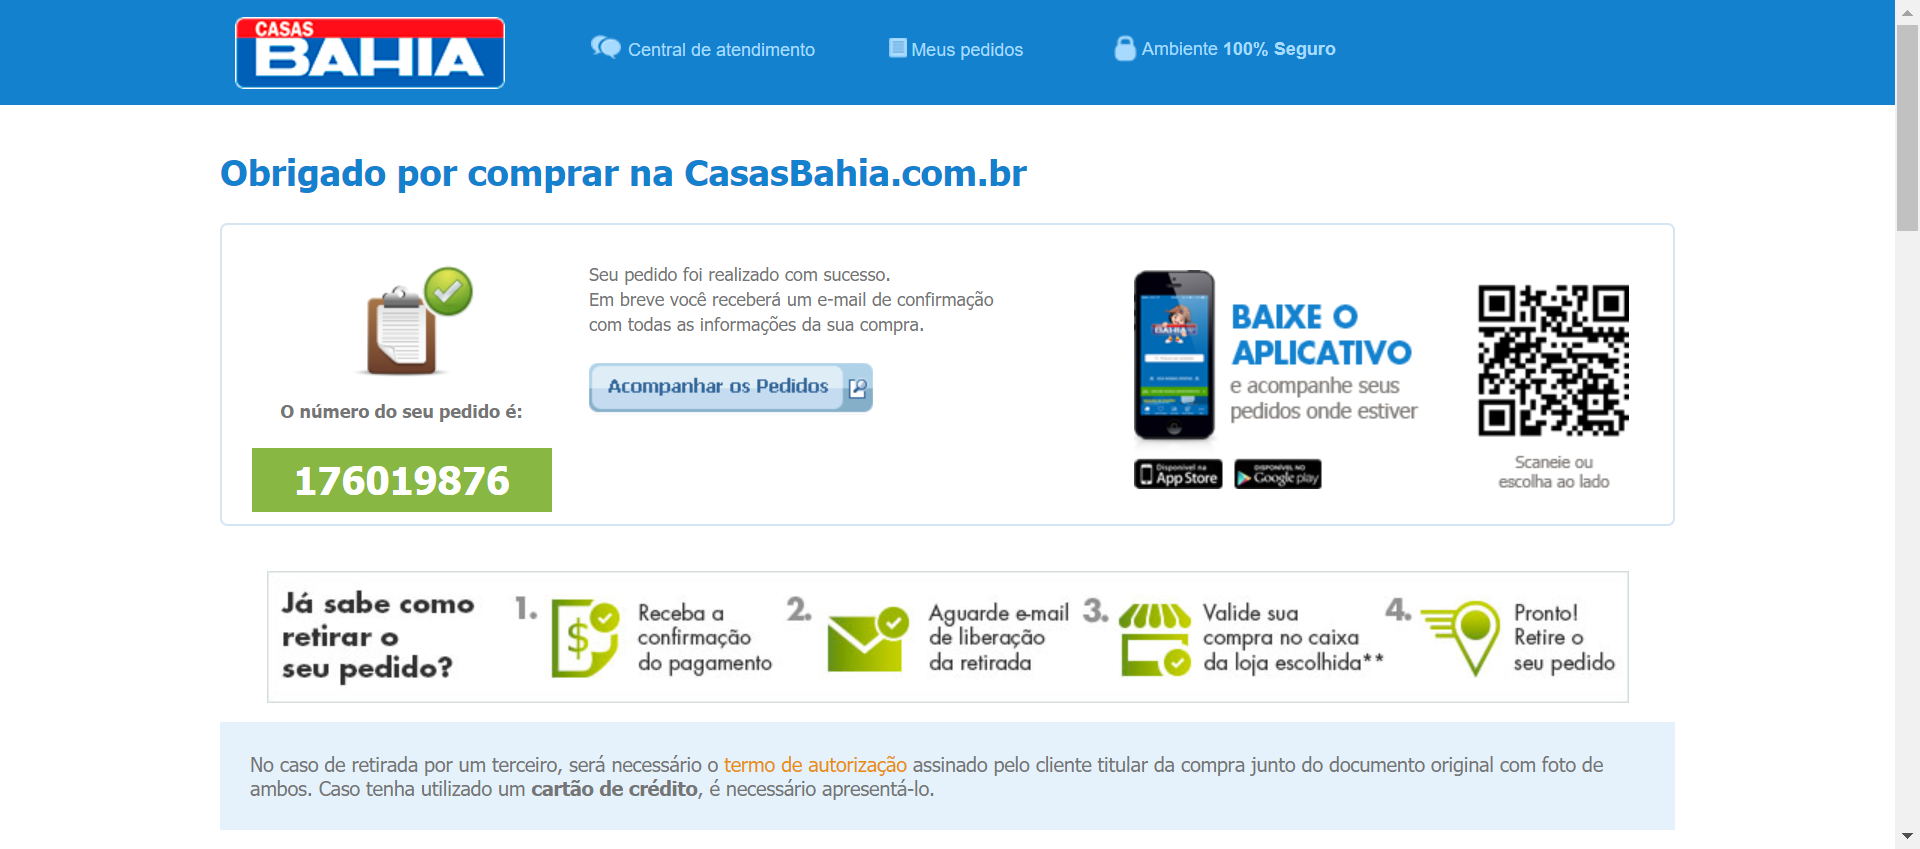 CASAS
BAHIA
Central de atendimento
Meus pedidos
Ambiente 100% Seguro
Obrigado por comprar na CasasBahia.com.br
O número do seu pedido é:
176019876
Seu pedido foi realizado com sucesso.
Em breve você receberá um e-mail de confirmação
com todas as informações da sua compra.
Acompanhar os Pedidos
BAHIA
BAIXE O
APLICATIVO
e acompanhe seus
pedidos onde estiver
Disponível na
App Store
DISPONÍVEL NO
Google play
Scaneie ou
escolha ao lado
Já sabe como
retirar o
seu pedido?
1.
Receba a
confirmação
do pagamento
2.
Aguarde e-mail
de liberação
da retirada
3.
Valide sua
compra no caixa
da loja escolhida**
4.
Pronto!
Retire o
seu pedido
No caso de retirada por um terceiro, será necessário o termo de autorização assinado pelo cliente titular da compra junto do documento original com foto de
ambos. Caso tenha utilizado um cartão de crédito, é necessário apresentá-lo.